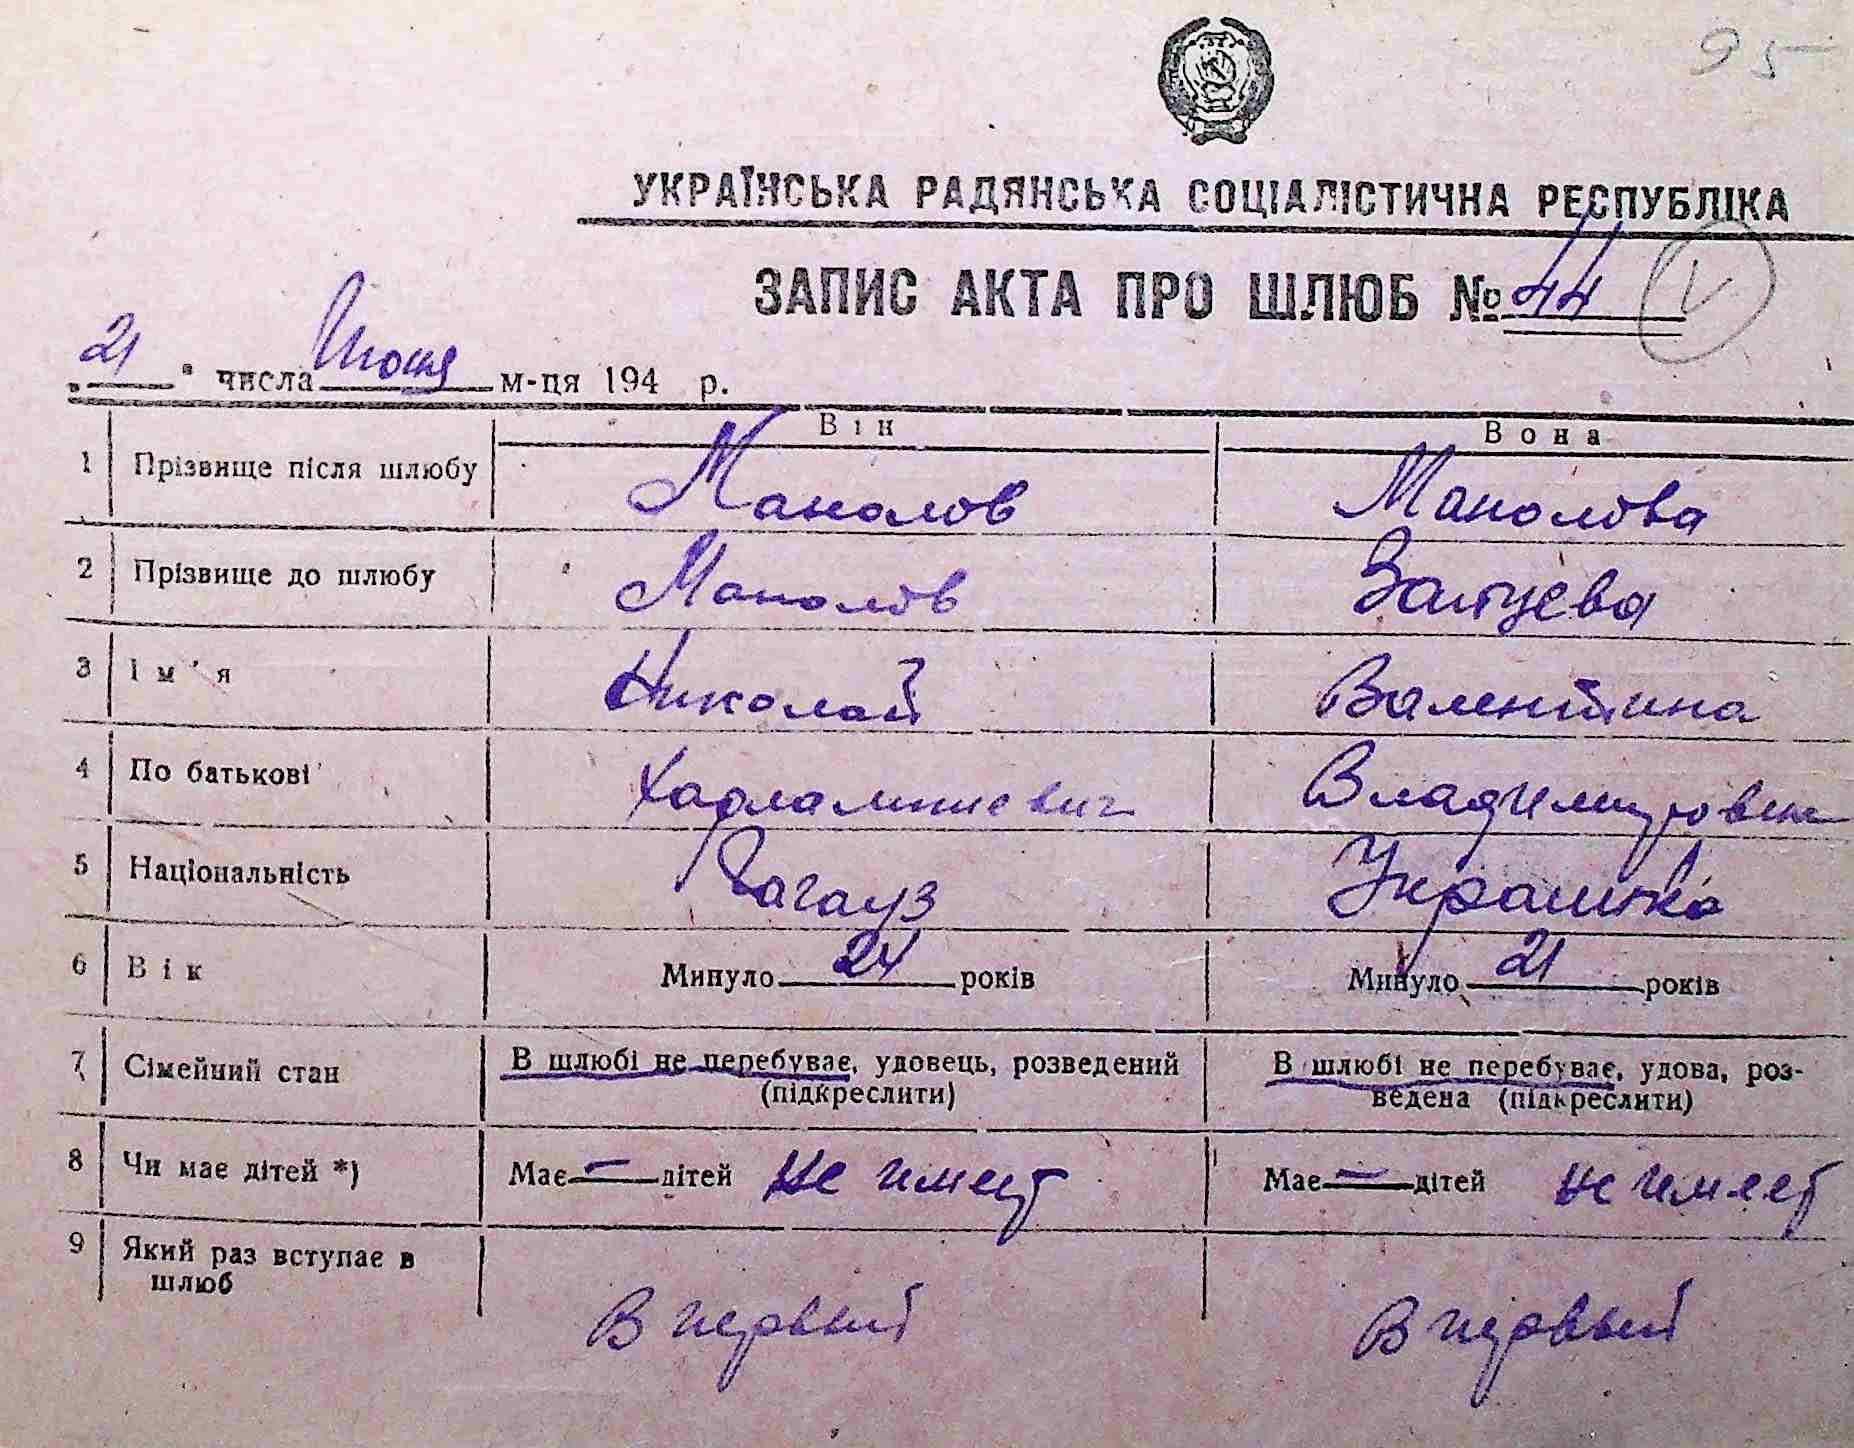 95
УКРАЇНСЬКА РАДЯНСЬКА СОЦІАЛІСТИЧНА РЕСПУБЛІКА
ЗАПИС АКТА ПРО ШЛЮБ № 44 V
„ 21 " числа Июня м-ця 194 р.
Він Вона
1 Прізвище після шлюбу Манолов Манолова
2 Прізвище до шлюбу Манолов
3 Ім'я Николай Валентина
4 По батькові Харлампиевич Владимировна
5 Національність Гагауз Украинка
6 Вік Минуло 24 років Минуло 21 років
7 Сімейний стан В шлюбі не перебуває, удовець, розведений В шлюбі не перебуває, удова, роз-
(підкреслити) ведена (підкреслити)
8 Чи має дітей *) Має — дітей не имеет Має — дітей не имеет
9 Який раз вступає в
шлюб
В первый В первый